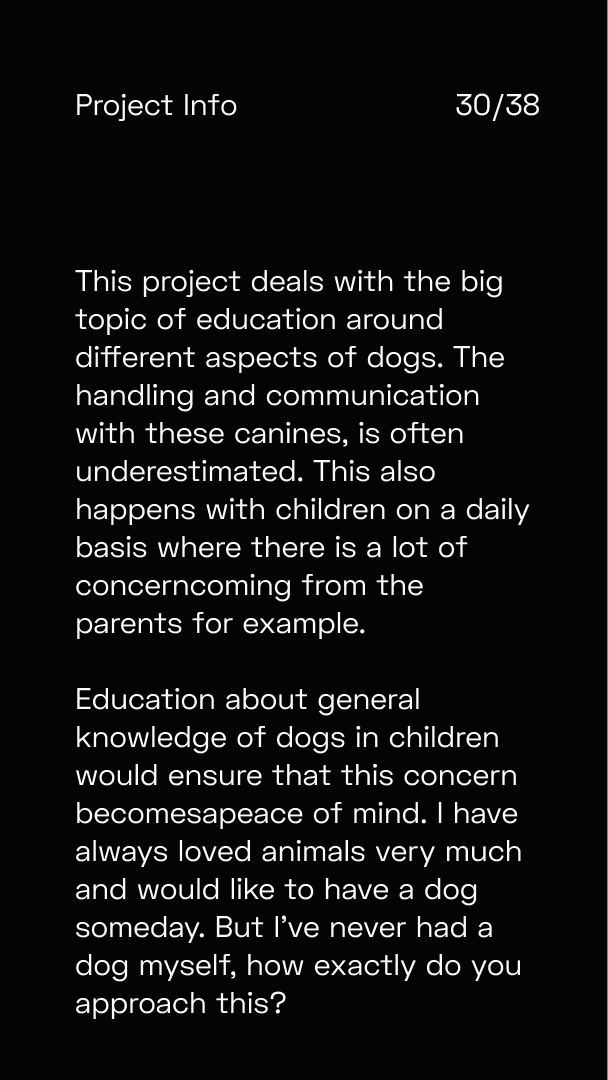 Project Info
30/38
This project deals with the big
topic of education around
different aspects of dogs. The
handling and communication
with these canines, is often
underestimated. This also
happens with children on a daily
basis where there is a lot of
concerncoming from the
parents for example.
Education about general
knowledge of dogs in children
would ensure that this concern
becomesapeace of mind. I have
always loved animals very much
and would like to have a dog
someday. But I’ve never had a
dog myself, how exactly do you
approach this?